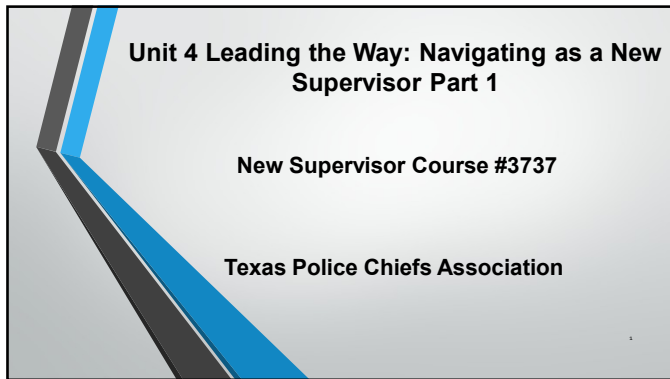 Unit 4 Leading the Way: Navigating as a New
Supervisor Part 1
New Supervisor Course #3737
Texas Police Chiefs Association